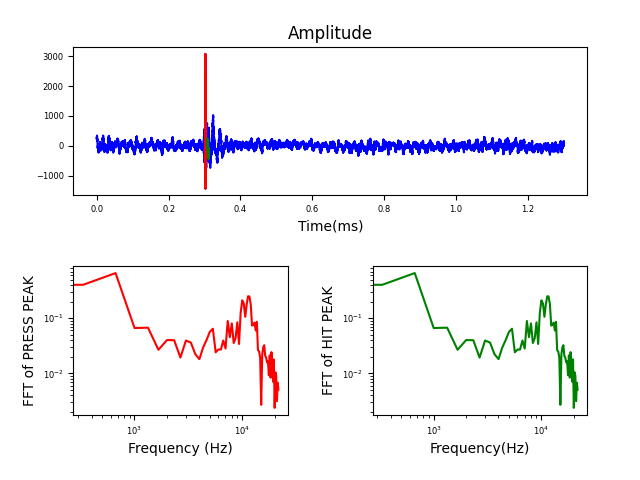 Amplitude
3000
2000
1000
0
−1000
0.0 0.2 0.4 0.6 0.8 1.0 1.2
Time(ms)
FFT of PRESS PEAK
10⁻¹
10⁻²
10³ 10⁴
Frequency (Hz)
FFT of HIT PEAK
10⁻¹
10⁻²
10³ 10⁴
Frequency(Hz)